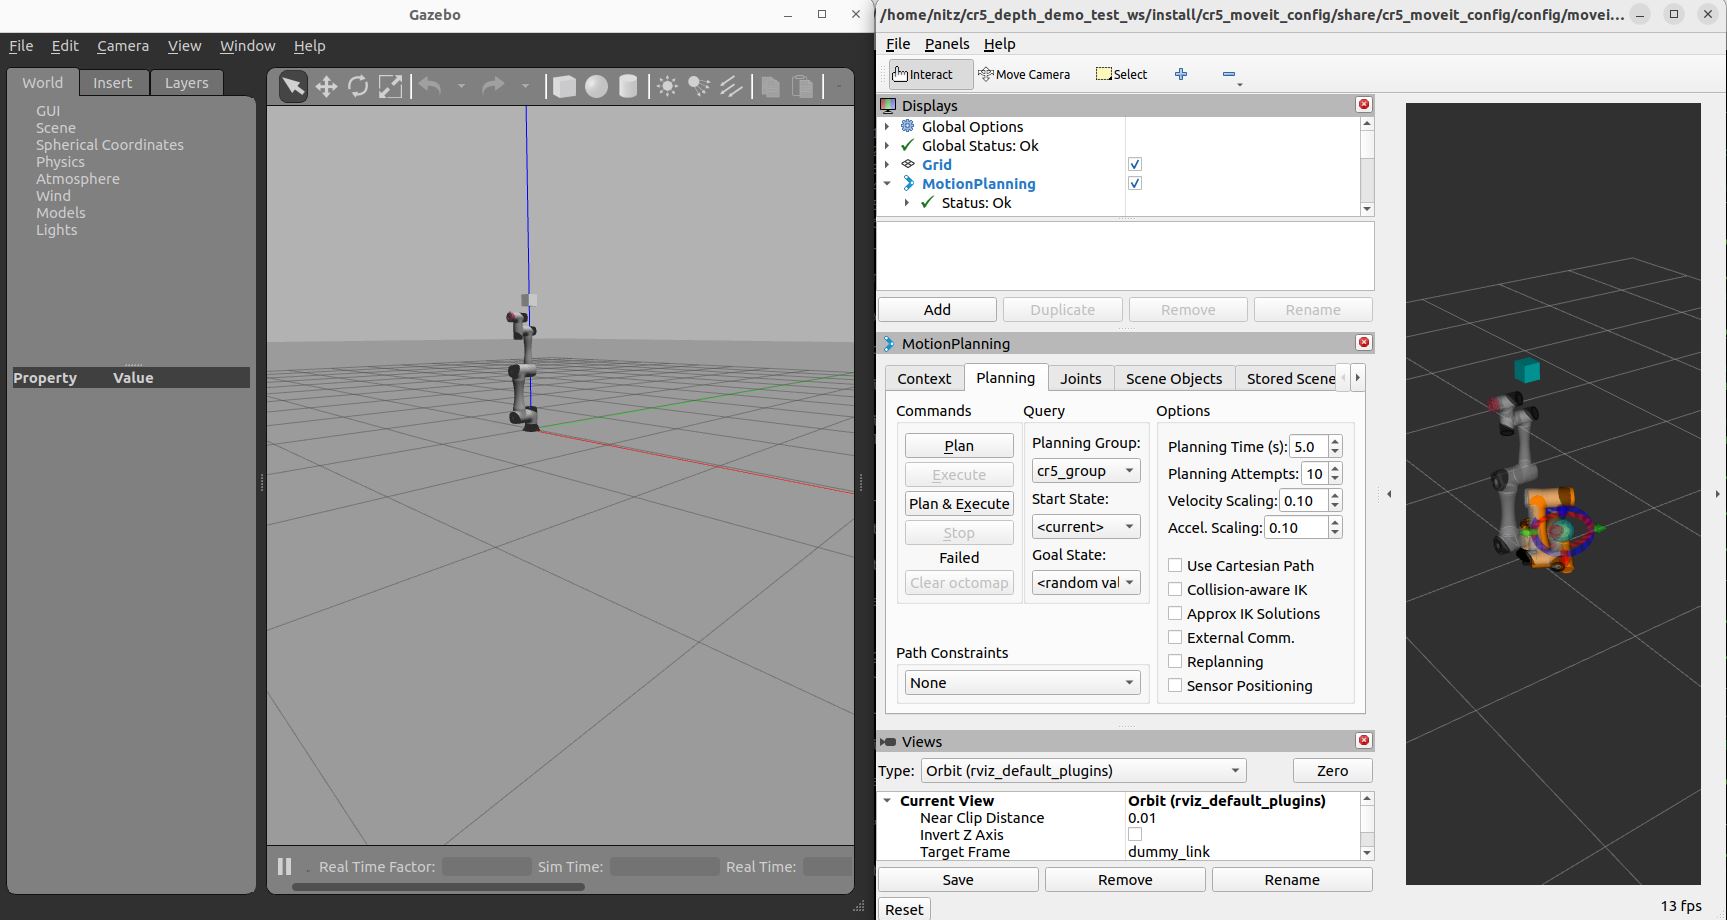 Gazebo
File Edit Camera View Window Help
World Insert Layers
GUI
Scene
Spherical Coordinates
Physics
Atmosphere
Wind
Models
Lights
Property Value
Real Time Factor: Sim Time: Real Time:
/home/nitz/cr5_depth_demo_test_ws/install/cr5_moveit_config/share/cr5_moveit_config/config/movei...
File Panels Help
Interact Move Camera Select
Displays
Global Options
Global Status: Ok
Grid
MotionPlanning
Status: Ok
Add Duplicate Remove Rename
MotionPlanning
Context Planning Joints Scene Objects Stored Scene
Commands Query Options
Plan
Execute
Plan & Execute
Stop
Failed
Clear octomap
Planning Group:
cr5_group
Start State:
<current>
Goal State:
<random val
Planning Time (s): 5.0
Planning Attempts: 10
Velocity Scaling: 0.10
Accel. Scaling: 0.10
Use Cartesian Path
Collision-aware IK
Approx IK Solutions
External Comm.
Replanning
Sensor Positioning
Path Constraints
None
Views
Type: Orbit (rviz_default_plugins) Zero
Current View Orbit (rviz_default_plugins)
Near Clip Distance 0.01
Invert Z Axis
Target Frame dummy_link
Save Remove Rename
Reset
13 fps